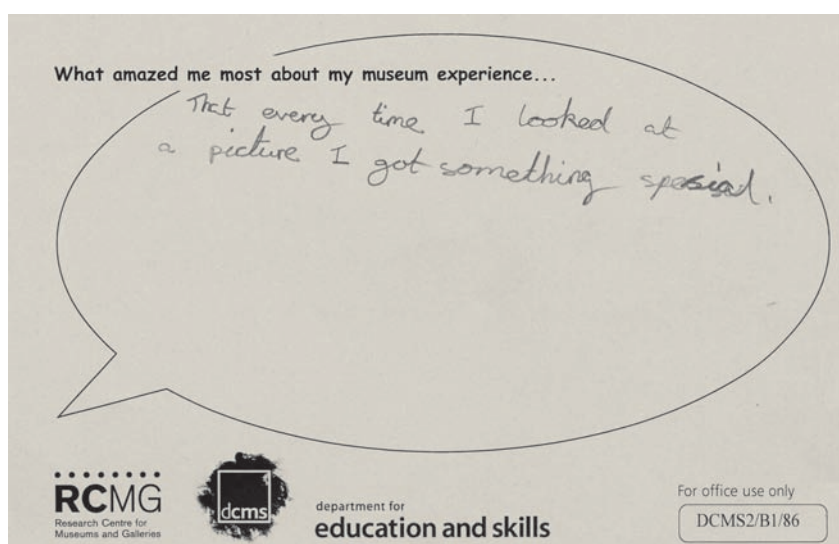 What amazed me most about my museum experience...
That every time I looked at
a picture I got something spesial.
RCMG
Research Centre for
Museums and Galleries
dcms
department for
education and skills
For office use only
DCMS2/B1/86